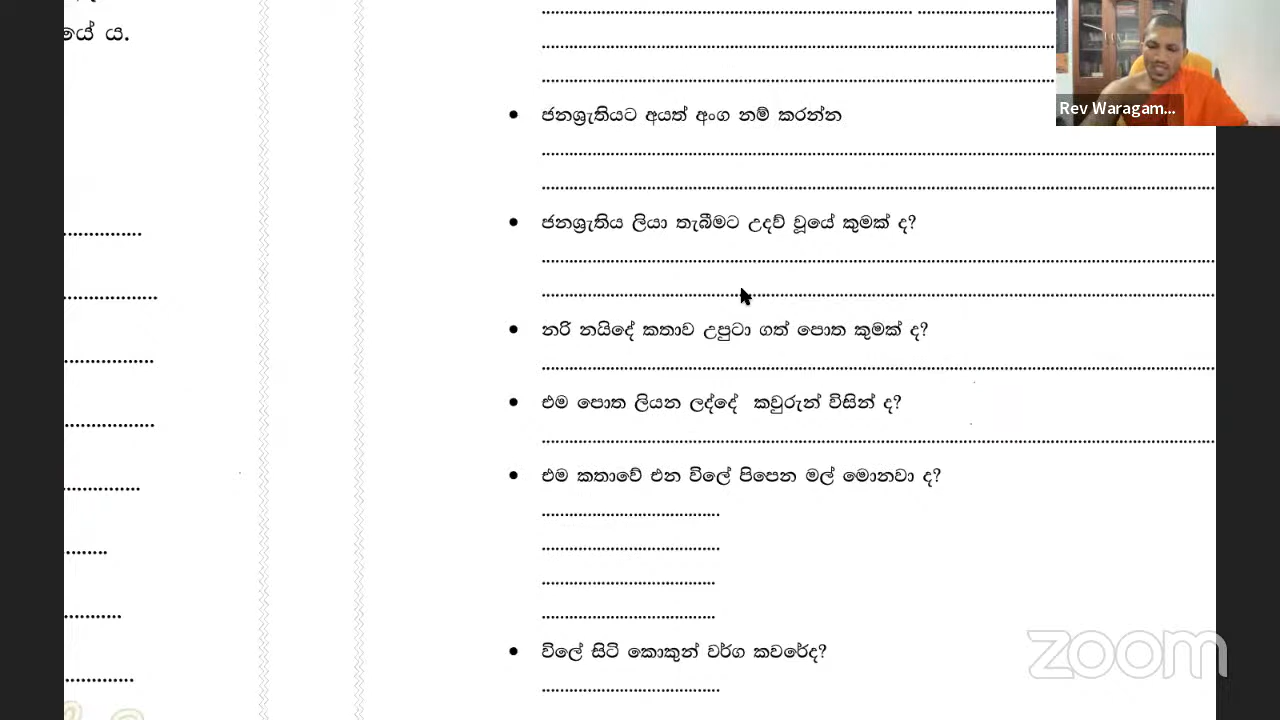 යේ ය.
Rev Waragam...
ජනශ්‍රැතියට අයත් අංග නම් කරන්න
ජනශ්‍රැතිය ලියා තැබීමට උදව් වූයේ කුමක් ද?
නරි නයිදේ කතාව උපුටා ගත් පොත කුමක් ද?
එම පොත ලියන ලද්දේ කවුරුන් විසින් ද?
එම කතාවේ එන විලේ පිපෙන මල් මොනවා ද?
විලේ සිටි කොකුන් වර්ග කවරේද?
zoom